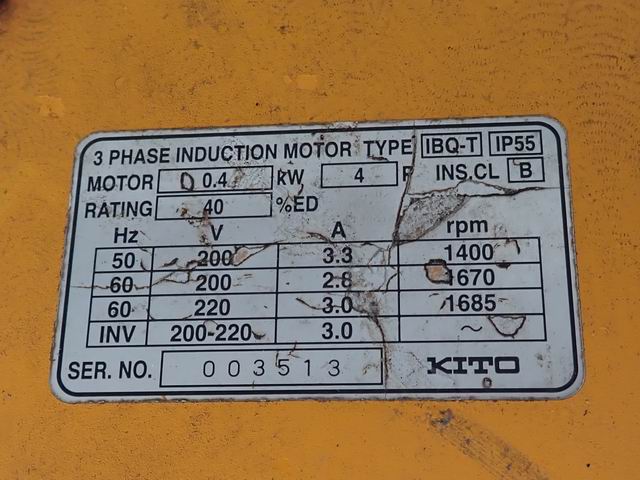 3 PHASE INDUCTION MOTOR TYPE IBQ-T IP55
MOTOR 0.4 KW 4 P INS.CL B
RATING 40 %ED
Hz V A rpm
50 200 3.3 1400
60 200 2.8 1670
60 220 3.0 1685
INV 200-220 3.0 ~
SER. NO. 003513 KITO